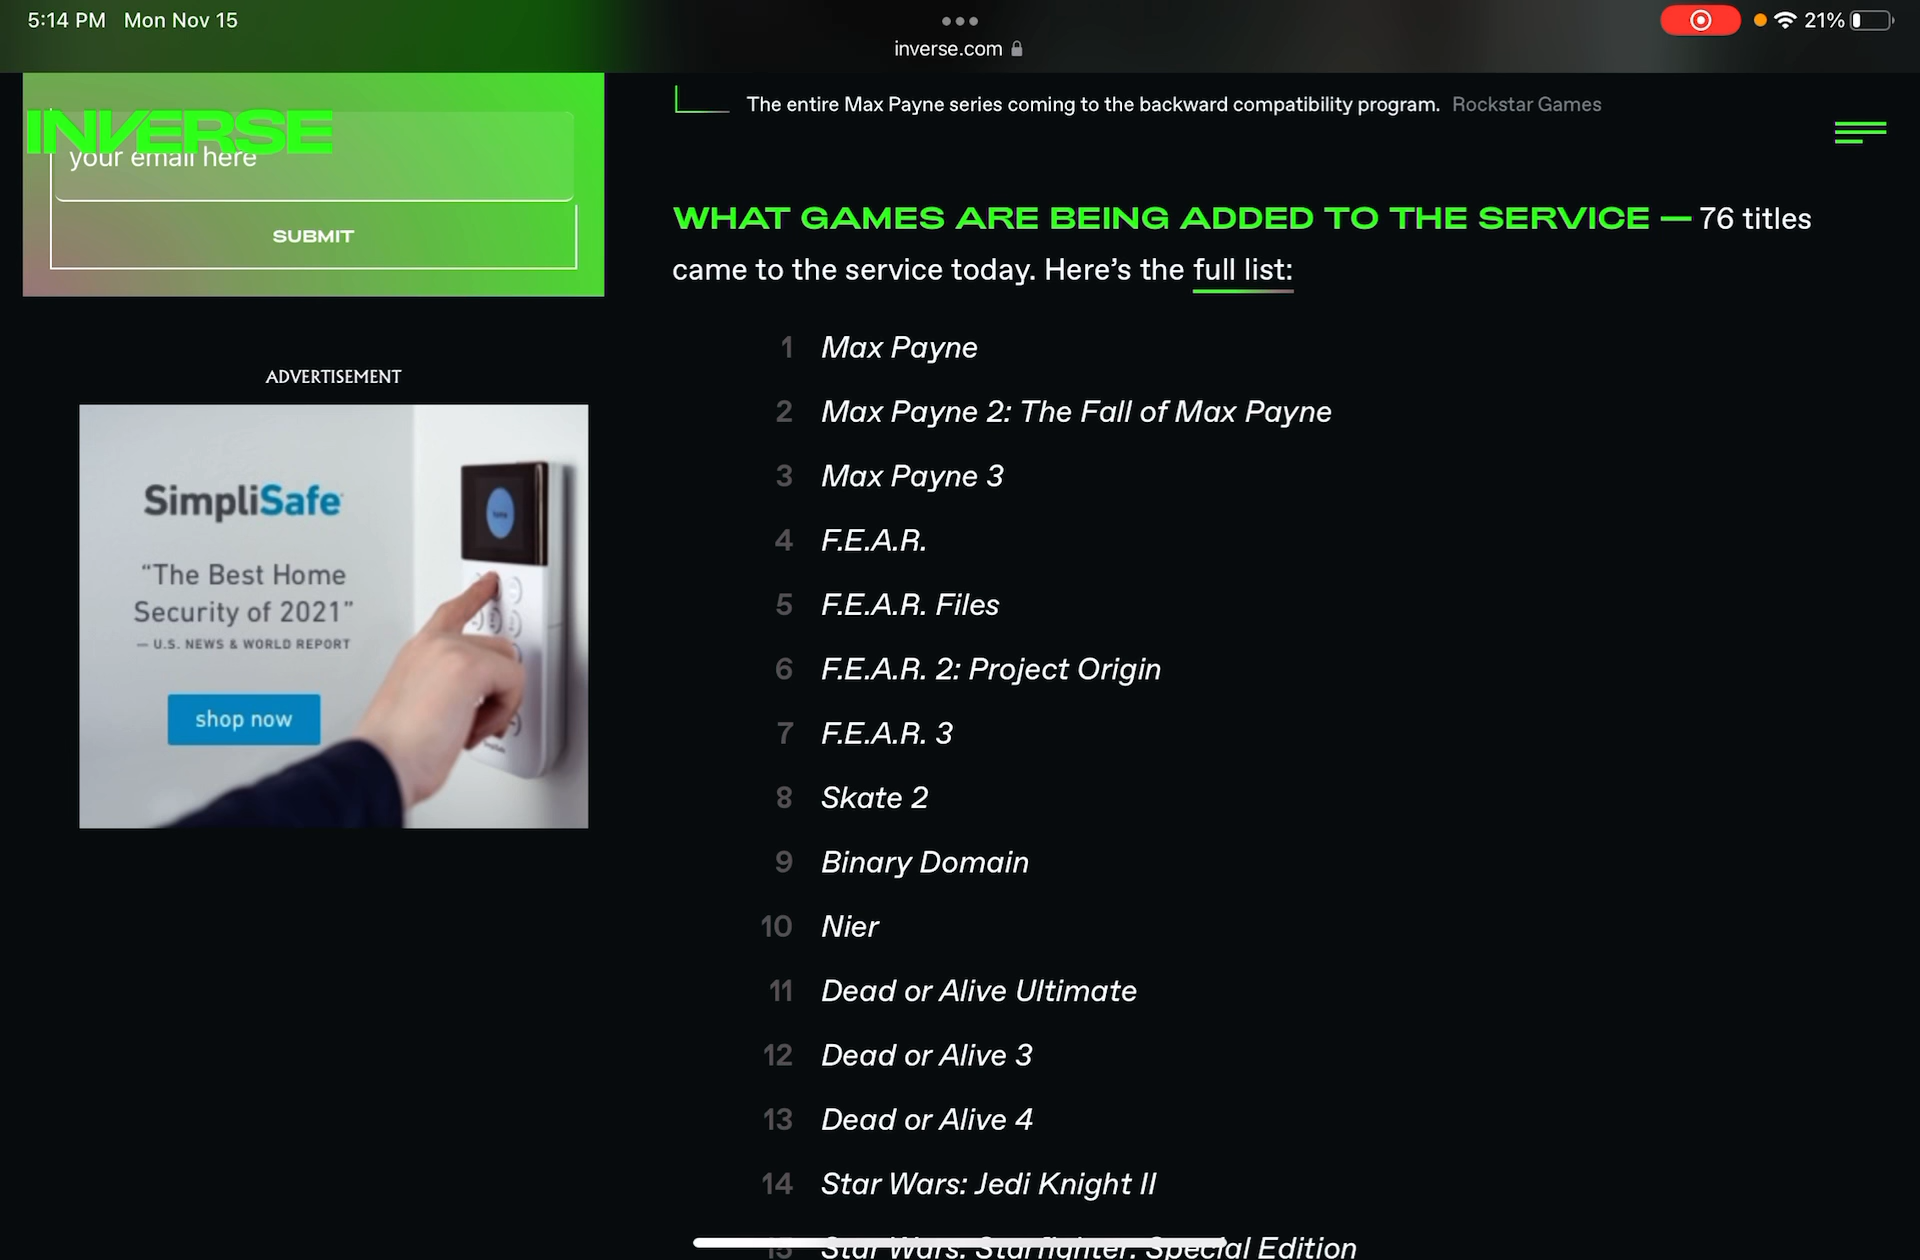 5:14 PM Mon Nov 15
21%
inverse.com
INVERSE
your email here
SUBMIT
ADVERTISEMENT
SimpliSafe
“The Best Home
Security of 2021”
— U.S. NEWS & WORLD REPORT
shop now
The entire Max Payne series coming to the backward compatibility program. Rockstar Games
WHAT GAMES ARE BEING ADDED TO THE SERVICE — 76 titles
came to the service today. Here’s the full list:
1 Max Payne
2 Max Payne 2: The Fall of Max Payne
3 Max Payne 3
4 F.E.A.R.
5 F.E.A.R. Files
6 F.E.A.R. 2: Project Origin
7 F.E.A.R. 3
8 Skate 2
9 Binary Domain
10 Nier
11 Dead or Alive Ultimate
12 Dead or Alive 3
13 Dead or Alive 4
14 Star Wars: Jedi Knight II
15 Star Wars: Starfighter: Special Edition